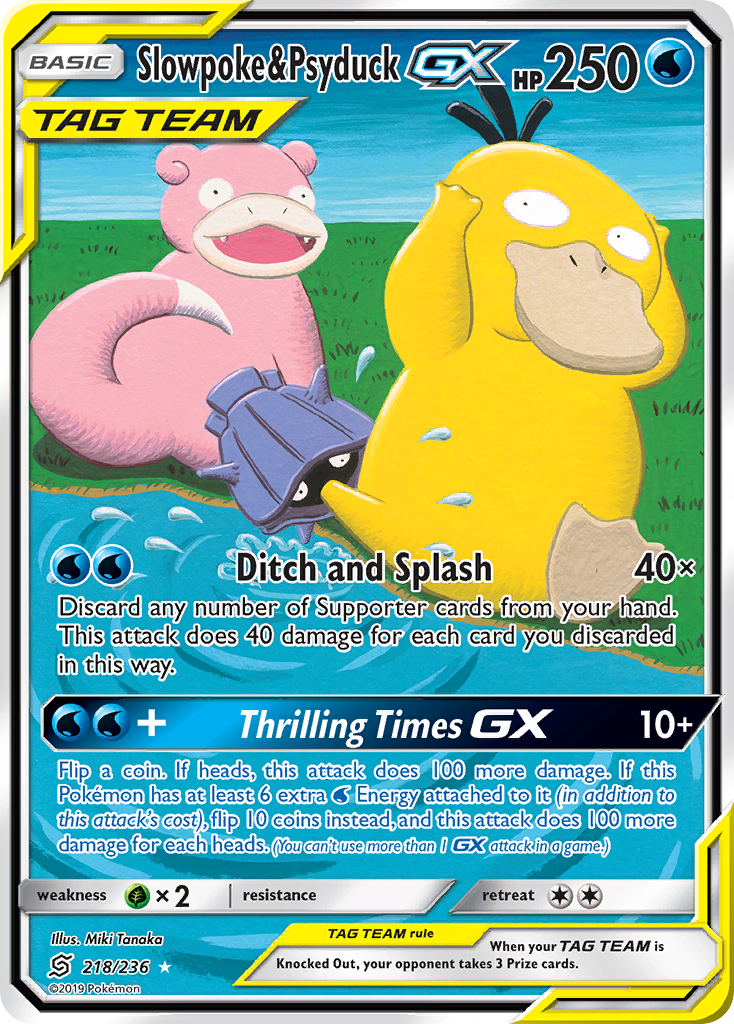 BASIC Slowpoke&Psyduck GX HP250
TAG TEAM
Ditch and Splash 40×
Discard any number of Supporter cards from your hand.
This attack does 40 damage for each card you discarded
in this way.
+ Thrilling Times GX 10+
Flip a coin. If heads, this attack does 100 more damage. If this
Pokémon has at least 6 extra Energy attached to it (in addition to
this attack's cost), flip 10 coins instead, and this attack does 100 more
damage for each heads. (You can't use more than 1 GX attack in a game.)
weakness ×2 resistance retreat
Illus. Miki Tanaka
218/236
©2019 Pokémon
TAG TEAM rule
When your TAG TEAM is
Knocked Out, your opponent takes 3 Prize cards.